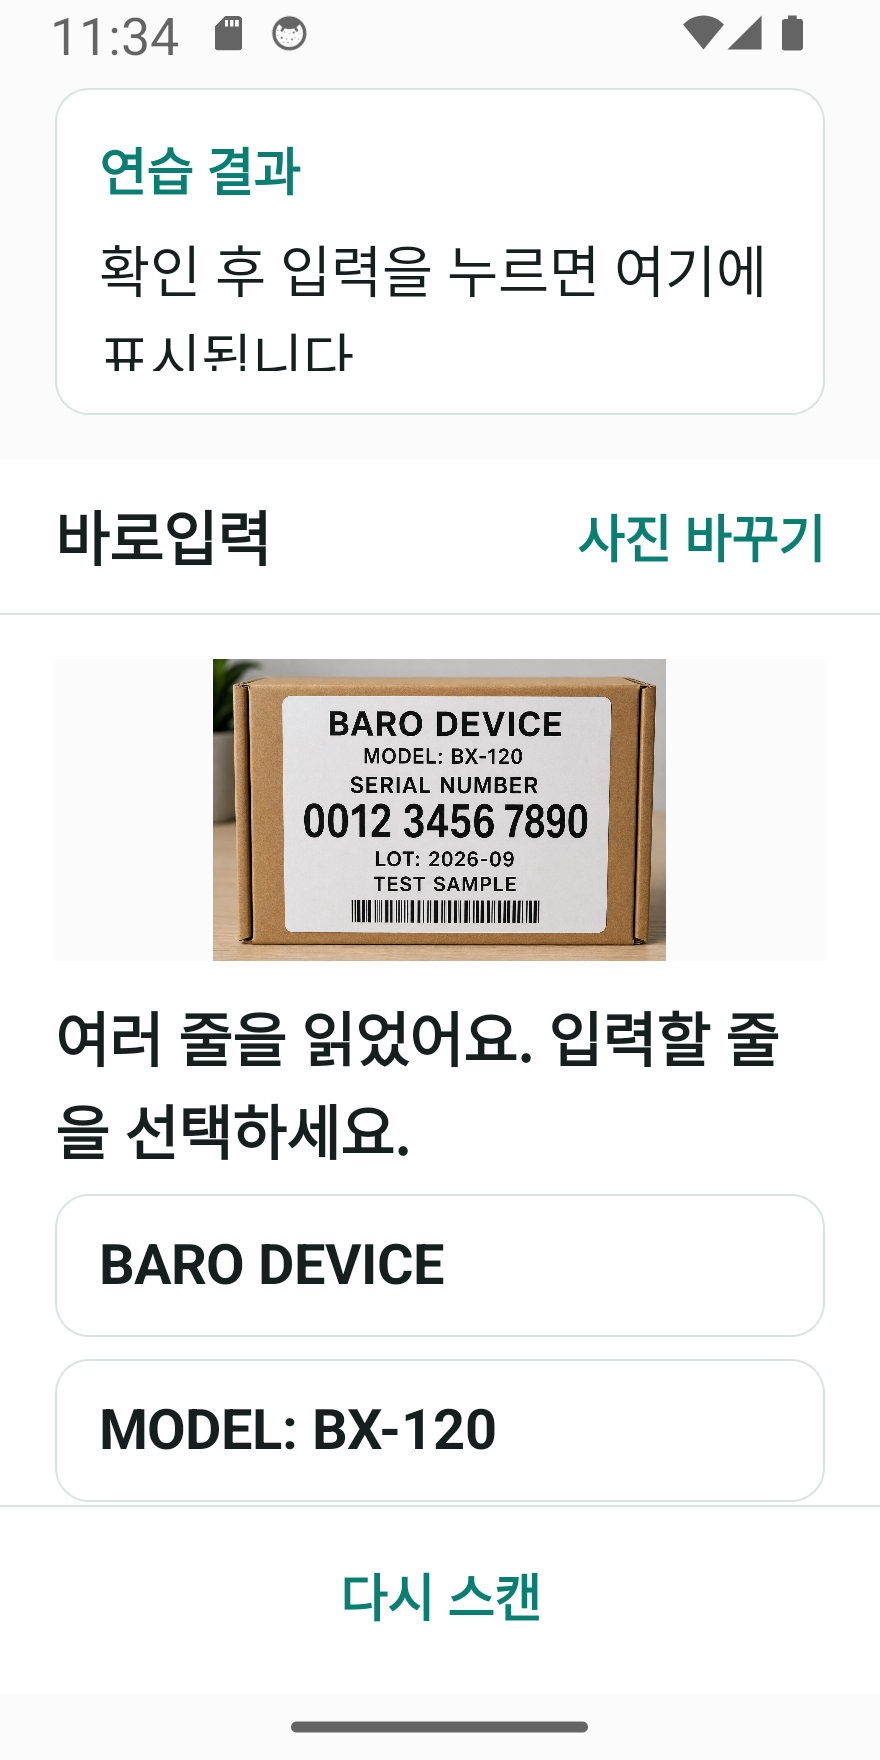 11:34
연습 결과
확인 후 입력을 누르면 여기에
표시됩니다
바로입력
사진 바꾸기
BARO DEVICE
MODEL: BX-120
SERIAL NUMBER
0012 3456 7890
LOT: 2026-09
TEST SAMPLE
여러 줄을 읽었어요. 입력할 줄
을 선택하세요.
BARO DEVICE
MODEL: BX-120
다시 스캔